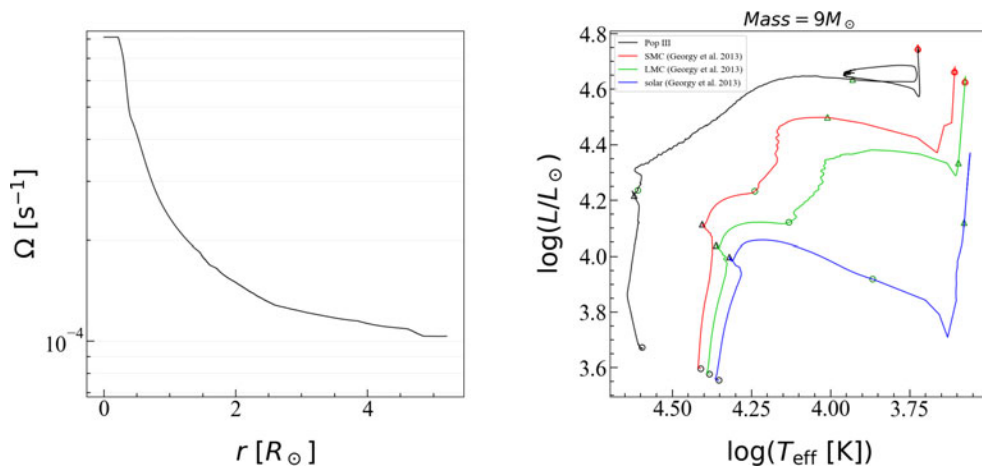 Ω [s⁻¹]
10⁻⁴
0 2 4
r [R⊙]
Mass = 9M⊙
Pop III
SMC (Georgy et al. 2013)
LMC (Georgy et al. 2013)
solar (Georgy et al. 2013)
log(L/L⊙)
4.8
4.6
4.4
4.2
4.0
3.8
3.6
4.50 4.25 4.00 3.75
log(Teff [K])